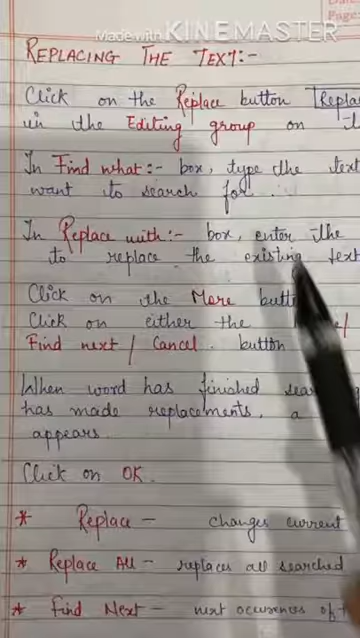 Made with KINEMASTER
REPLACING THE TEXT:-
Click on the Replace button
in the Editing group on
In Find what:- box, type the text
want to search for.
In Replace with:- box, enter the
to replace the existing text
Click on the More
Click on either the
Find next / Cancel. button
When word has finished
has made replacements, a
appears.
Click on OK.
* Replace - changes current
* Replace All - replaces all searched
* Find Next - next occurences of